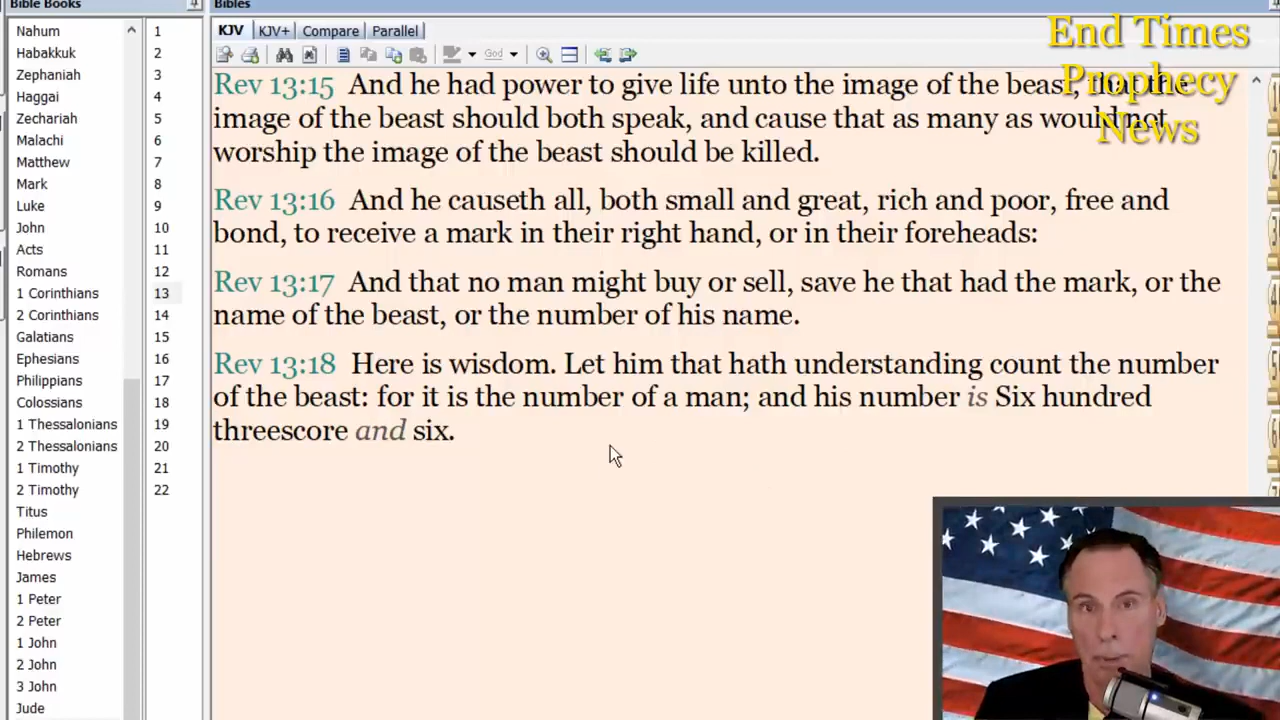 Bible Books
Bibles
Nahum
Habakkuk
Zephaniah
Haggai
Zechariah
Malachi
Matthew
Mark
Luke
John
Acts
Romans
1 Corinthians
2 Corinthians
Galatians
Ephesians
Philippians
Colossians
1 Thessalonians
2 Thessalonians
1 Timothy
2 Timothy
Titus
Philemon
Hebrews
James
1 Peter
2 Peter
1 John
2 John
3 John
Jude
1
2
3
4
5
6
7
8
9
10
11
12
13
14
15
16
17
18
19
20
21
22
KJV KJV+ Compare Parallel
God
End Times
Prophecy
News
Rev 13:15 And he had power to give life unto the image of the beast, that the
image of the beast should both speak, and cause that as many as would not
worship the image of the beast should be killed.
Rev 13:16 And he causeth all, both small and great, rich and poor, free and
bond, to receive a mark in their right hand, or in their foreheads:
Rev 13:17 And that no man might buy or sell, save he that had the mark, or the
name of the beast, or the number of his name.
Rev 13:18 Here is wisdom. Let him that hath understanding count the number
of the beast: for it is the number of a man; and his number is Six hundred
threescore and six.